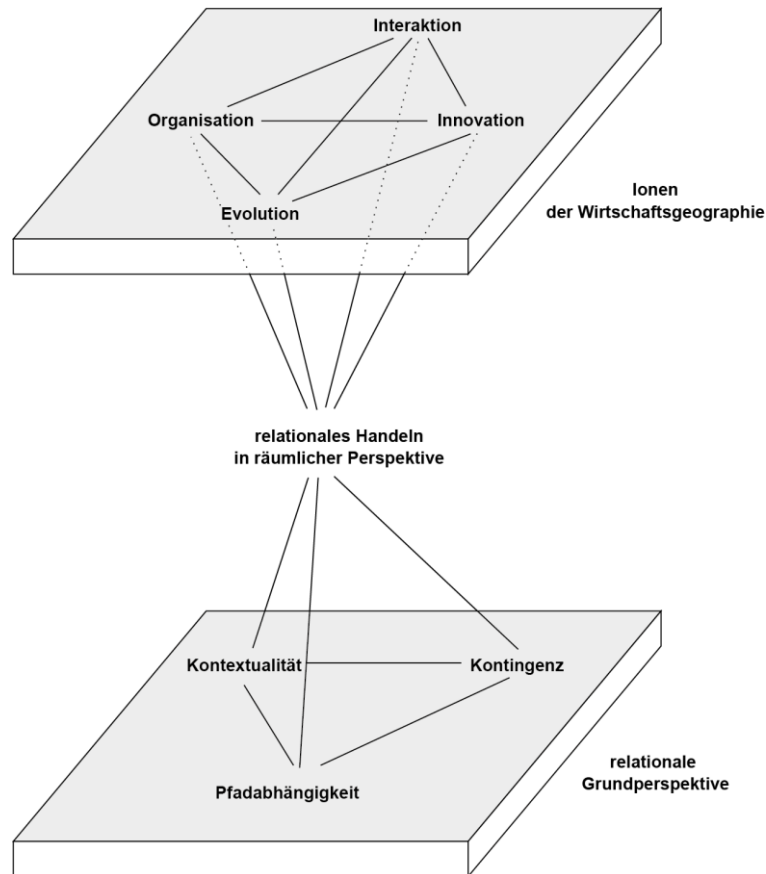 Interaktion
Organisation
Innovation
Evolution
Ionen
der Wirtschaftsgeographie
relationales Handeln
in räumlicher Perspektive
Kontextualität
Kontingenz
Pfadabhängigkeit
relationale
Grundperspektive